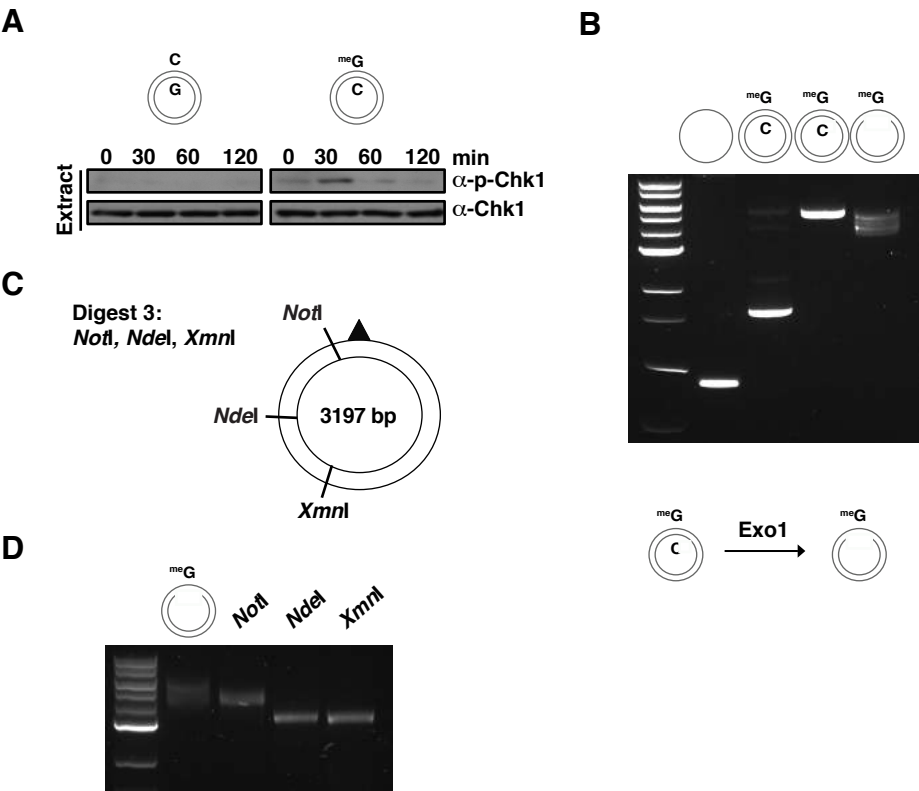 A
C
G
meG
C
0 30 60 120
0 30 60 120 min
Extract
α-p-Chk1
α-Chk1
B
meG
C
meG
C
meG
C
Digest 3:
NotI, NdeI, XmnI
NotI
NdeI
3197 bp
XmnI
meG
C
Exo1
meG
D
meG
NotI
NdeI
XmnI